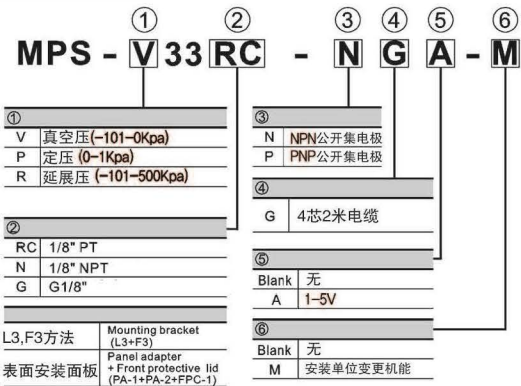 ① ② ③ ④ ⑤ ⑥
MPS - V 33 RC - N G A - M
①
V 真空压(-101-0Kpa)
P 定压 (0-1Kpa)
R 延展压 (-101-500Kpa)
②
RC 1/8" PT
N 1/8" NPT
G G1/8"
L3,F3方法 Mounting bracket
(L3+F3)
表面安装面板 Panel adapter
+ Front protective lid
(PA-1+PA-2+FPC-1)
③
N NPN公开集电极
P PNP公开集电极
④
G 4芯2米电缆
⑤
Blank 无
A 1-5V
⑥
Blank 无
M 安装单位变更机能